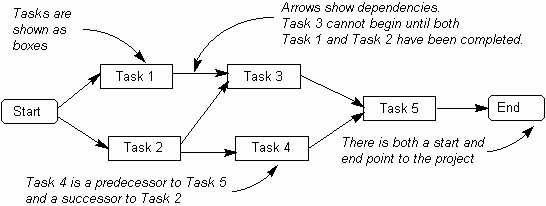 Tasks are
shown as
boxes
Arrows show dependencies.
Task 3 cannot begin until both
Task 1 and Task 2 have been completed.
Task 1
Task 3
Start
Task 5
End
Task 2
Task 4
There is both a start and
end point to the project
Task 4 is a predecessor to Task 5
and a successor to Task 2